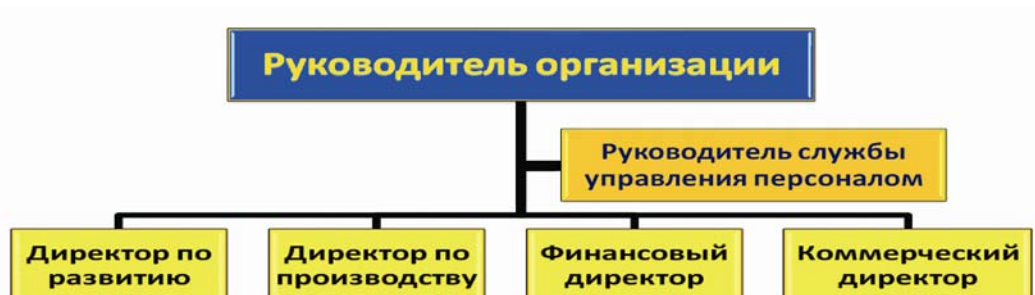 Руководитель организации
Руководитель службы
управления персоналом
Директор по
развитию
Директор по
производству
Финансовый
директор
Коммерческий
директор